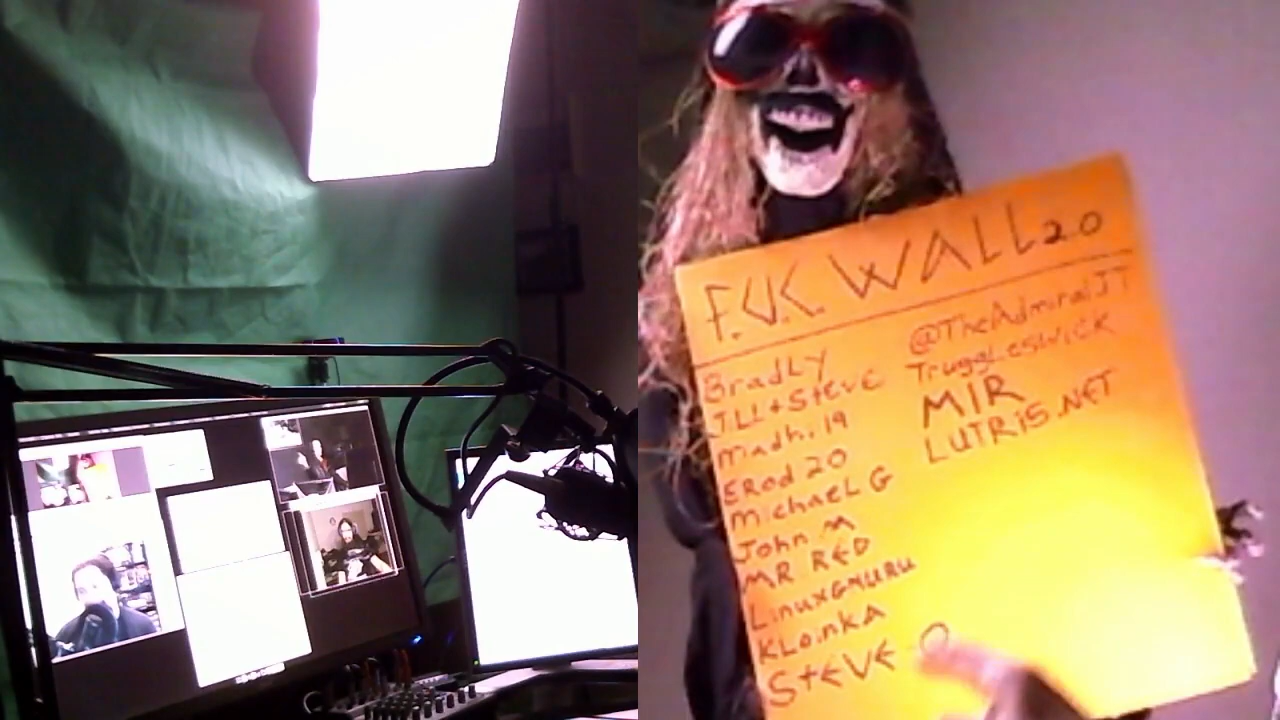 F.U.C. WALL 2.0
BradLY
JLL+StEVE
madh.19
ERod 20
michaeL G
John M
MR RED
LinuxGNURU
KLoinkA
StEVE O
@TheAdmiralJT
TruggLeswick
MIR
LUTRiS.NET